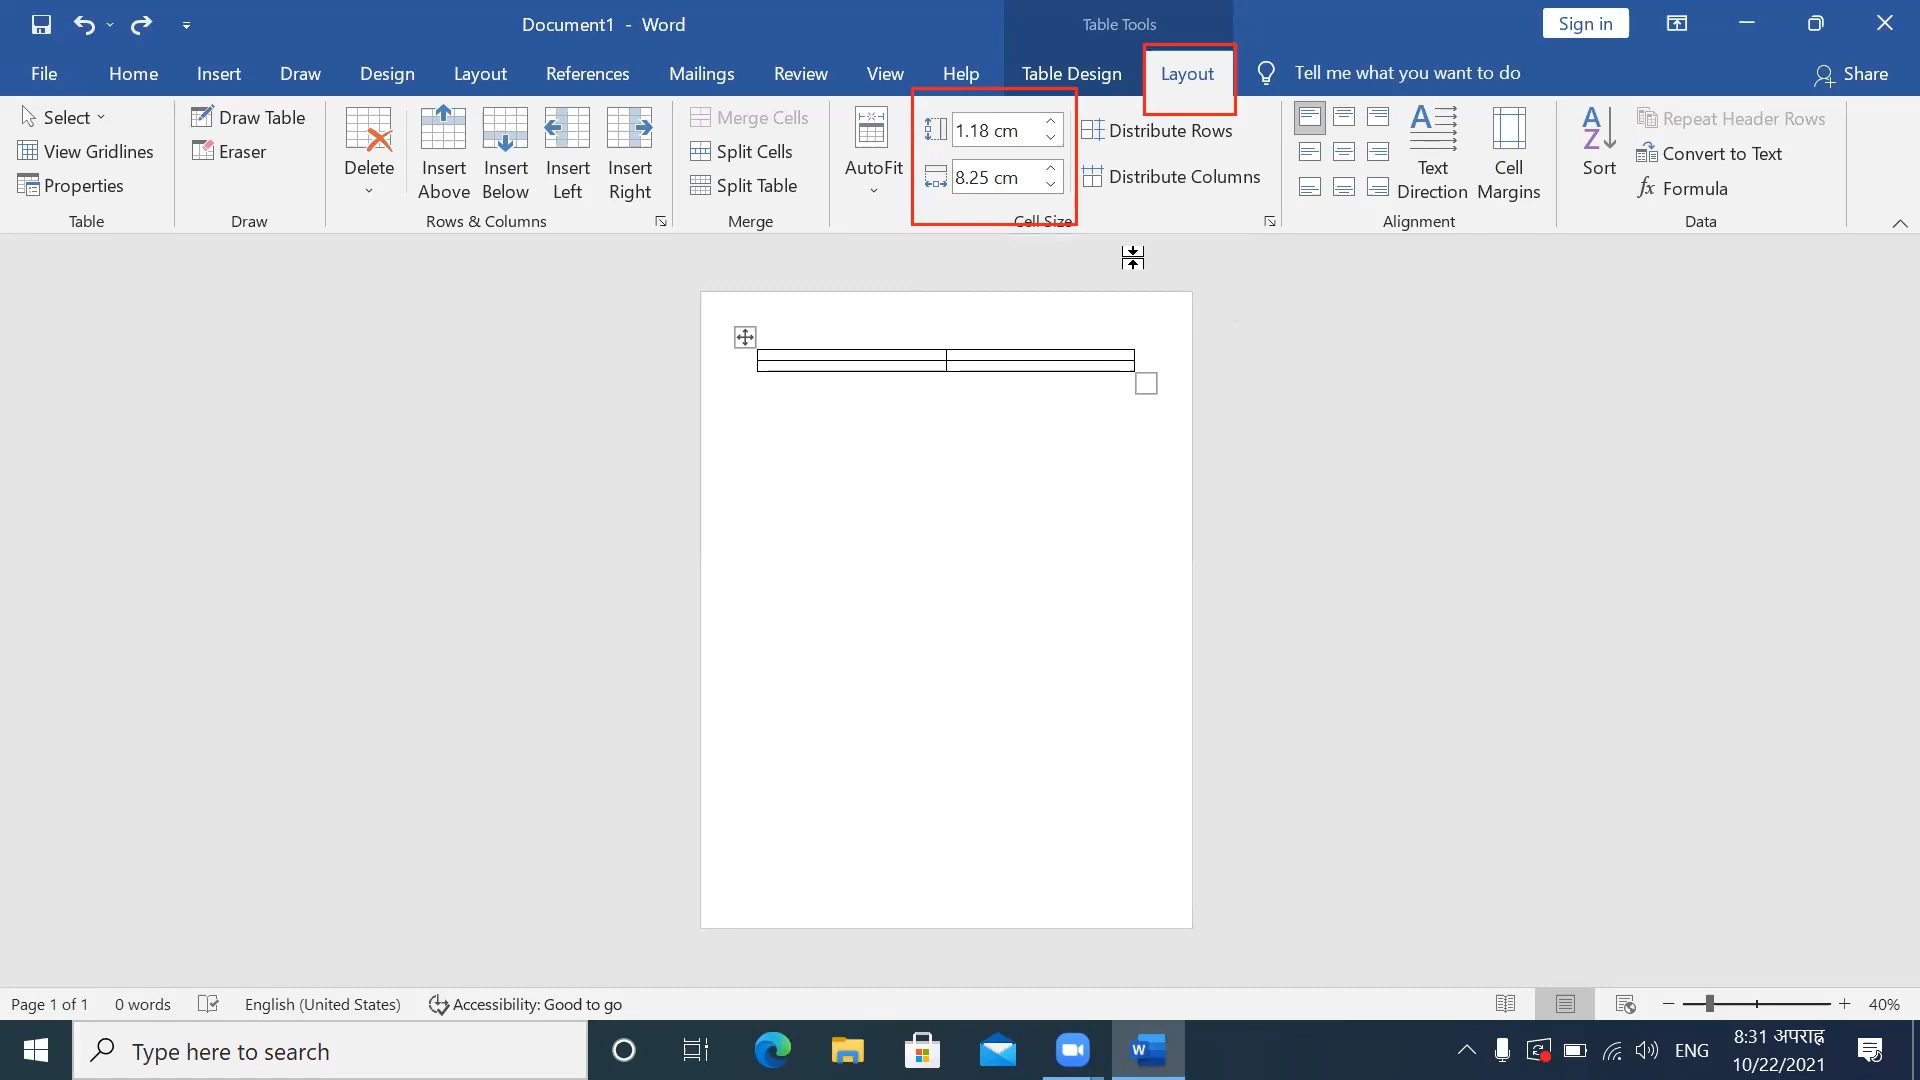 Document1 - Word
Table Tools
Sign in
File Home Insert Draw Design Layout References Mailings Review View Help Table Design Layout Tell me what you want to do Share
Select Draw Table Delete Insert Above Insert Below Insert Left Insert Right Merge Cells AutoFit 1.18 cm Distribute Rows Text Direction Cell Margins Sort Repeat Header Rows
View Gridlines Eraser Split Cells Convert to Text
Properties Split Table 8.25 cm Distribute Columns Formula
Table Draw Rows & Columns Merge Cell Size Alignment Data
Page 1 of 1 0 words English (United States) Accessibility: Good to go 40%
Type here to search ENG 8:31 अपराह्न
10/22/2021